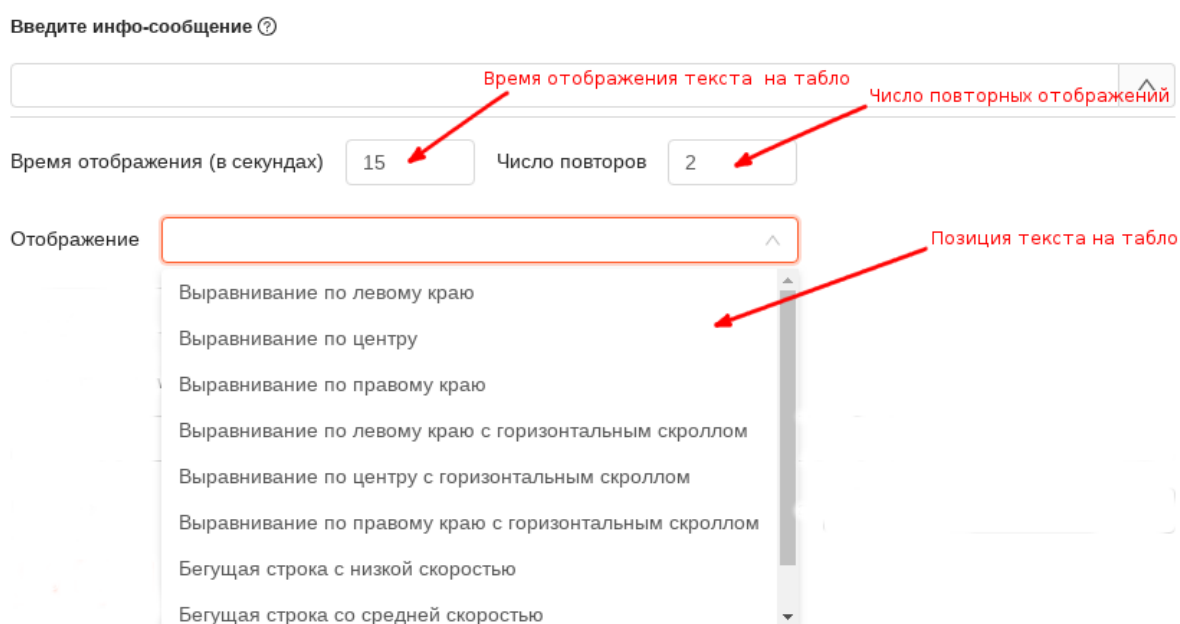 Введите инфо-сообщение ?
Время отображения текста на табло
Число повторных отображений
Время отображения (в секундах) 15 Число повторов 2
Отображение
Позиция текста на табло
Выравнивание по левому краю
Выравнивание по центру
Выравнивание по правому краю
Выравнивание по левому краю с горизонтальным скроллом
Выравнивание по центру с горизонтальным скроллом
Выравнивание по правому краю с горизонтальным скроллом
Бегущая строка с низкой скоростью
Бегущая строка со средней скоростью